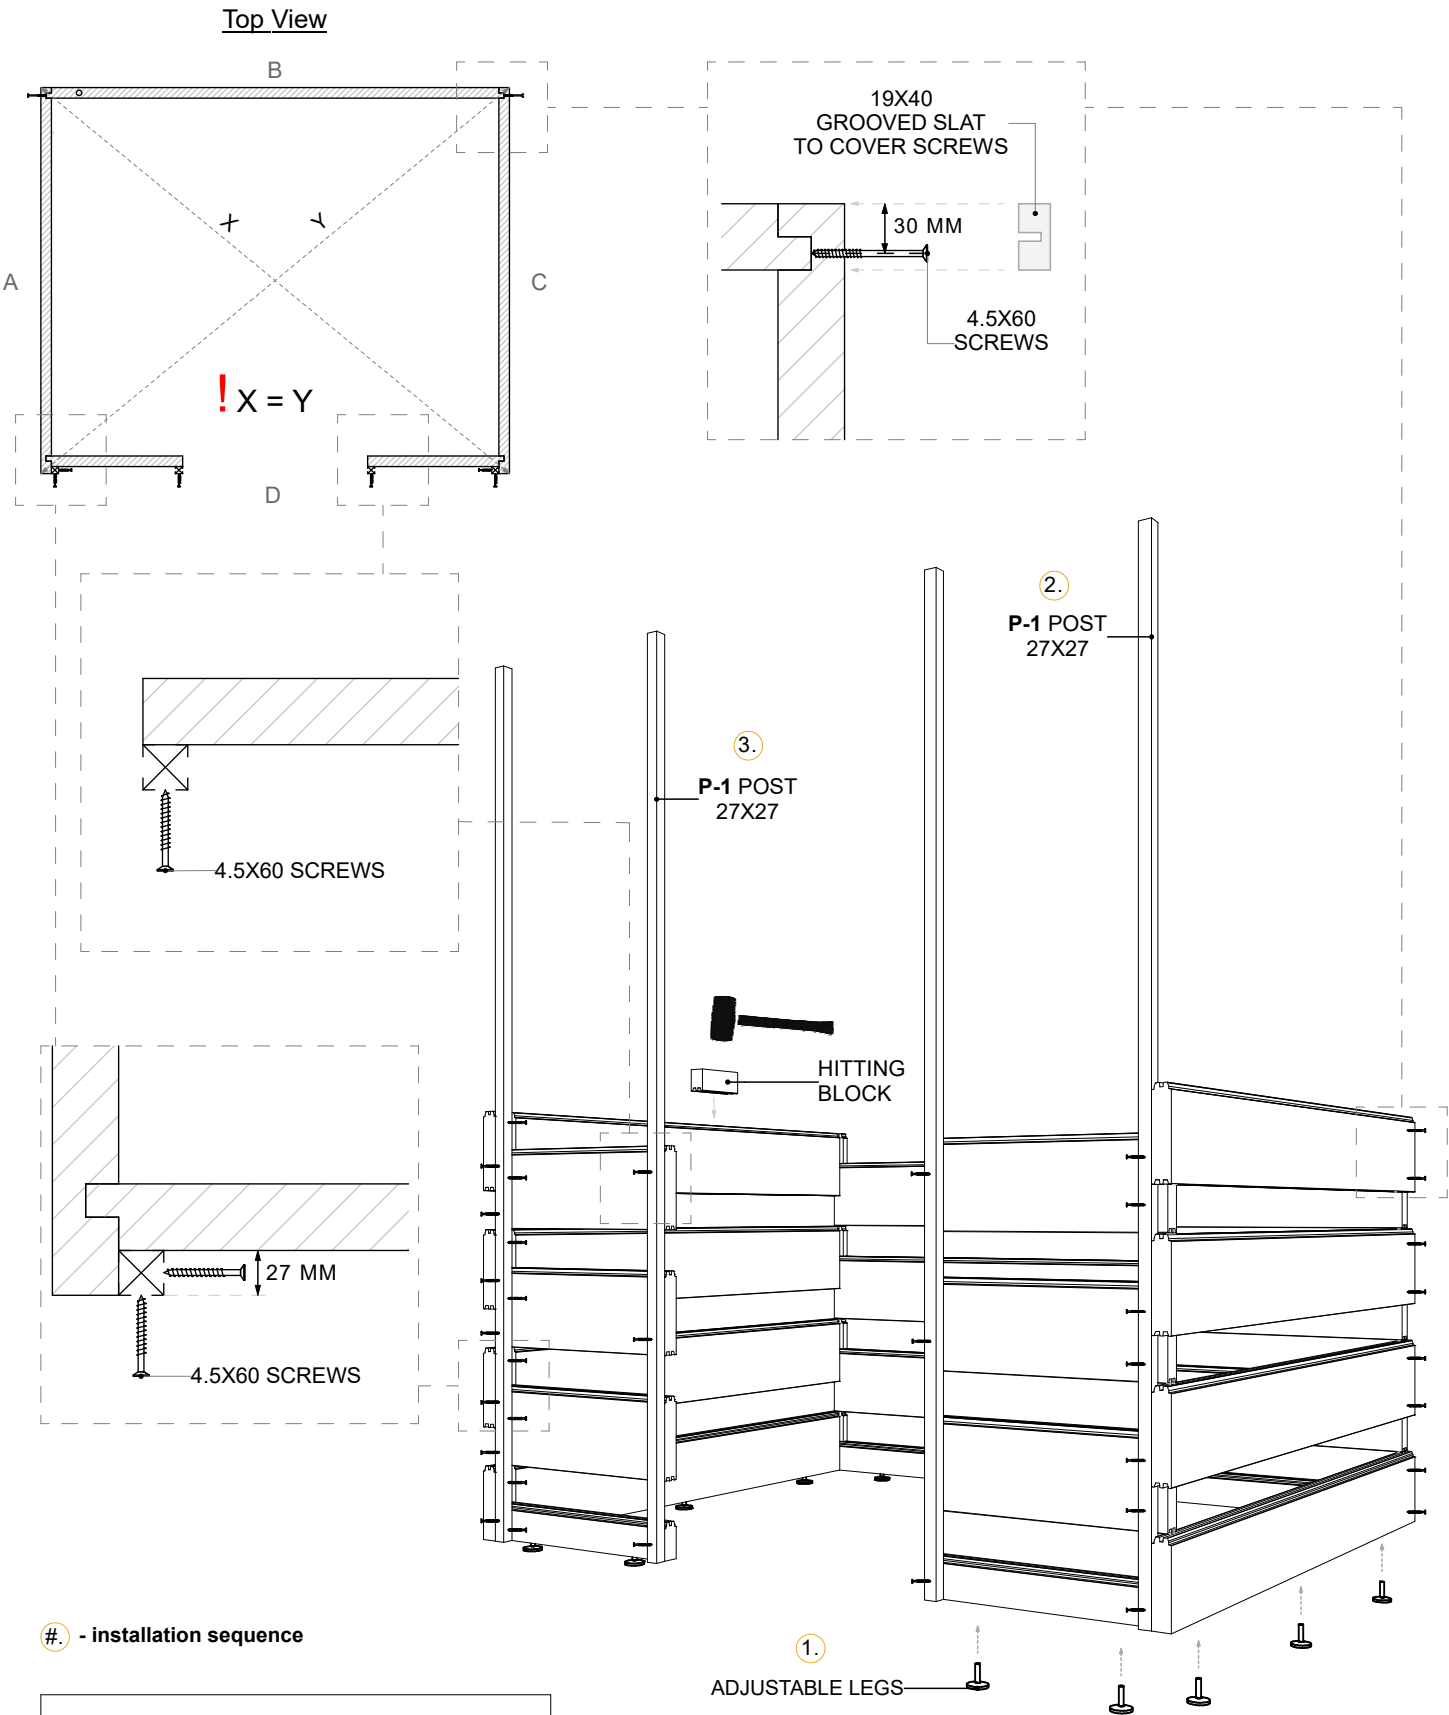 Top View
B
A
C
X
Y
! X = Y
D
19X40
GROOVED SLAT
TO COVER SCREWS
30 MM
4.5X60
SCREWS
2.
P-1 POST
27X27
3.
P-1 POST
27X27
4.5X60 SCREWS
HITTING
BLOCK
27 MM
4.5X60 SCREWS
#. - installation sequence
1.
ADJUSTABLE LEGS